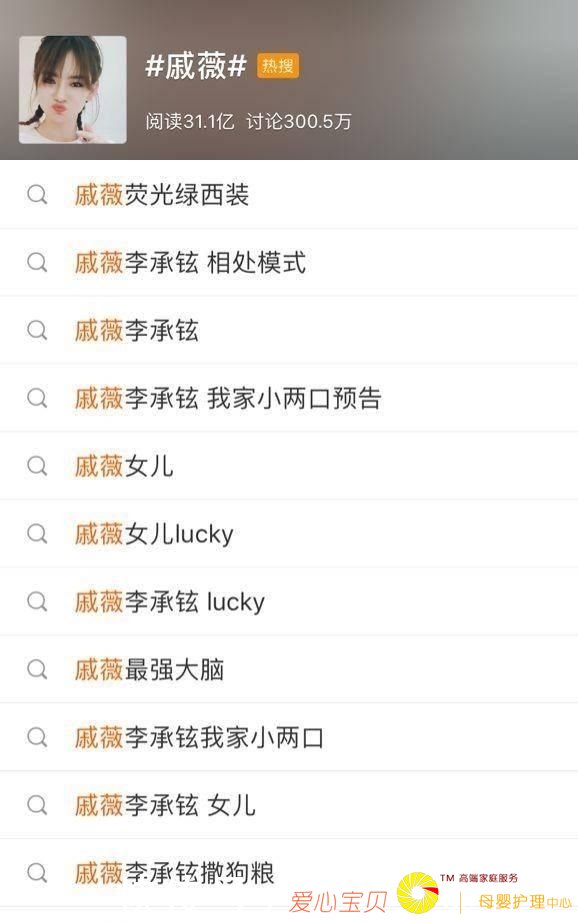 #戚薇# 热搜
阅读31.1亿 讨论300.5万
戚薇荧光绿西装
戚薇李承铉 相处模式
戚薇李承铉
戚薇李承铉 我家小两口预告
戚薇女儿
戚薇女儿lucky
戚薇李承铉 lucky
戚薇最强大脑
戚薇李承铉我家小两口
戚薇李承铉 女儿
戚薇李承铉撒狗粮
TM 高端家庭服务
爱心宝贝 母婴护理中心